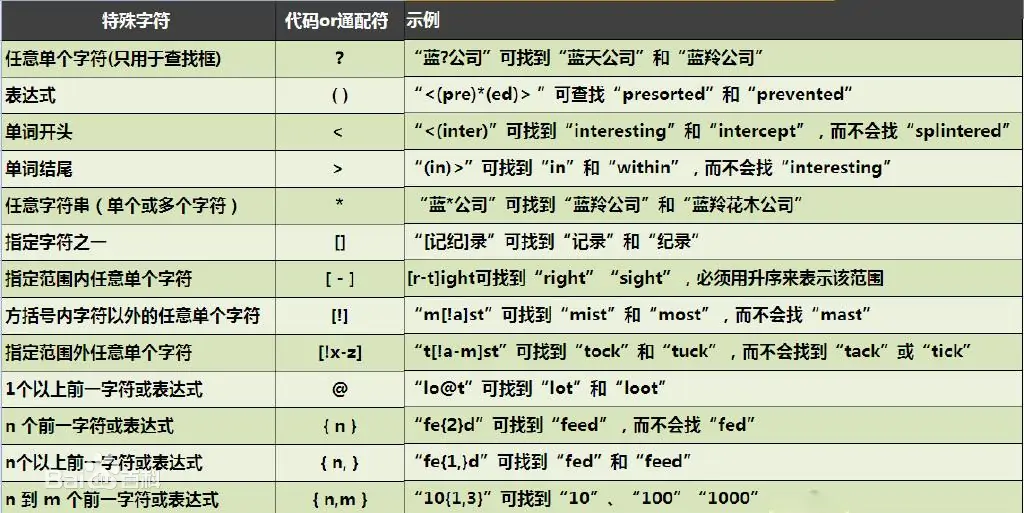 特殊字符 代码or通配符 示例
任意单个字符(只用于查找框) ? “蓝?公司”可找到“蓝天公司”和“蓝羚公司”
表达式 ( ) “<(pre)*(ed)> ”可查找“presorted”和“prevented”
单词开头 < “<(inter)”可找到“interesting”和“intercept”，而不会找“splintered”
单词结尾 > “(in)>”可找到“in”和“within”，而不会找“interesting”
任意字符串（单个或多个字符） * “蓝*公司”可找到“蓝羚公司”和“蓝羚花木公司”
指定字符之一 [] “[记纪]录”可找到“记录”和“纪录”
指定范围内任意单个字符 [ - ] [r-t]ight可找到“right”“sight”，必须用升序来表示该范围
方括号内字符以外的任意单个字符 [!] “m[!a]st”可找到“mist”和“most”，而不会找“mast”
指定范围外任意单个字符 [!x-z] “t[!a-m]st”可找到“tock”和“tuck”，而不会找到“tack”或“tick”
1个以上前一字符或表达式 @ “lo@t”可找到“lot”和“loot”
n 个前一字符或表达式 { n } “fe{2}d”可找到“feed”，而不会找“fed”
n个以上前一字符或表达式 { n, } “fe{1,}d”可找到“fed”和“feed”
Bai百科
n 到 m 个前一字符或表达式 { n,m } “10{1,3}”可找到“10”、“100”“1000”